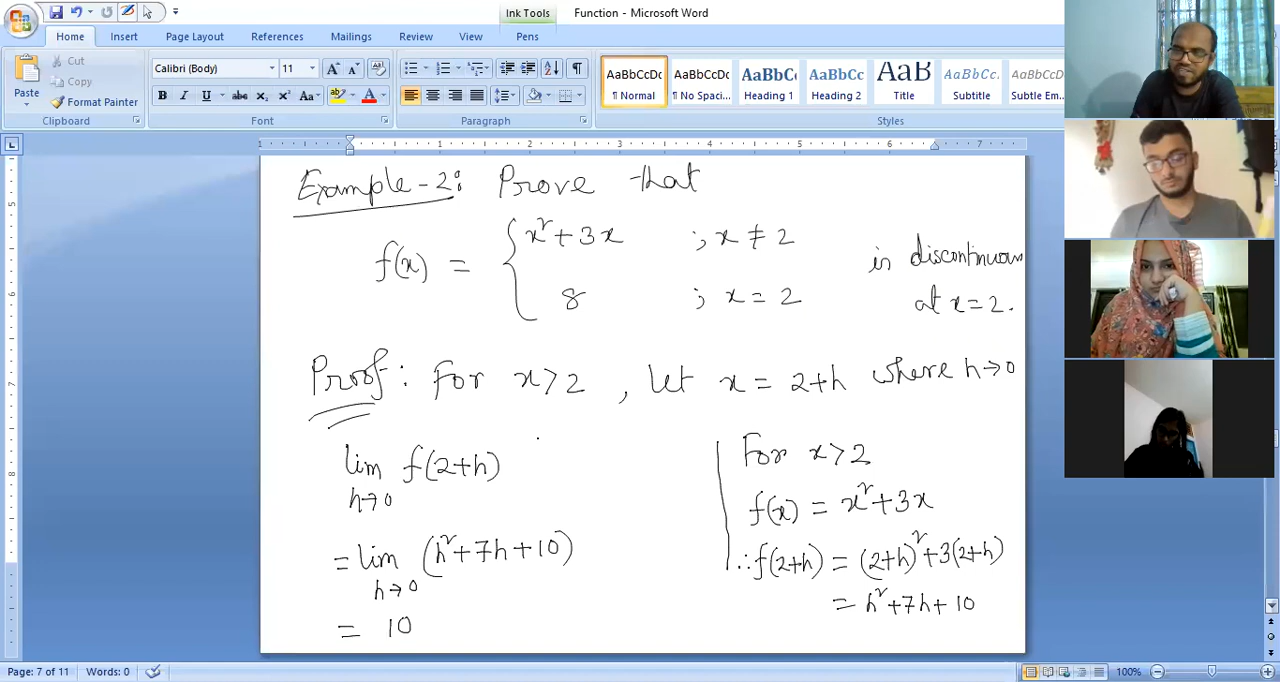 Ink Tools
Function - Microsoft Word
Home Insert Page Layout References Mailings Review View Pens
Cut
Copy
Format Painter
Paste
Clipboard
Calibri (Body) 11
Font
Paragraph
AaBbCcDc AaBbCcDc AaBbC AaBbCc AaB AaBbCc. AaBbCcD
¶ Normal ¶ No Spaci... Heading 1 Heading 2 Title Subtitle Subtle Em...
Styles
Example-2: Prove that
f(x) = { x² + 3x ; x ≠ 2
8 ; x = 2
is discontinuous
at x = 2.
Proof: For x > 2, let x = 2+h where h→0
lim f(2+h)
h→0
= lim (h² + 7h + 10)
h→0
= 10
For x > 2
f(x) = x² + 3x
∴ f(2+h) = (2+h)² + 3(2+h)
= h² + 7h + 10
Page: 7 of 11 Words: 0
100%